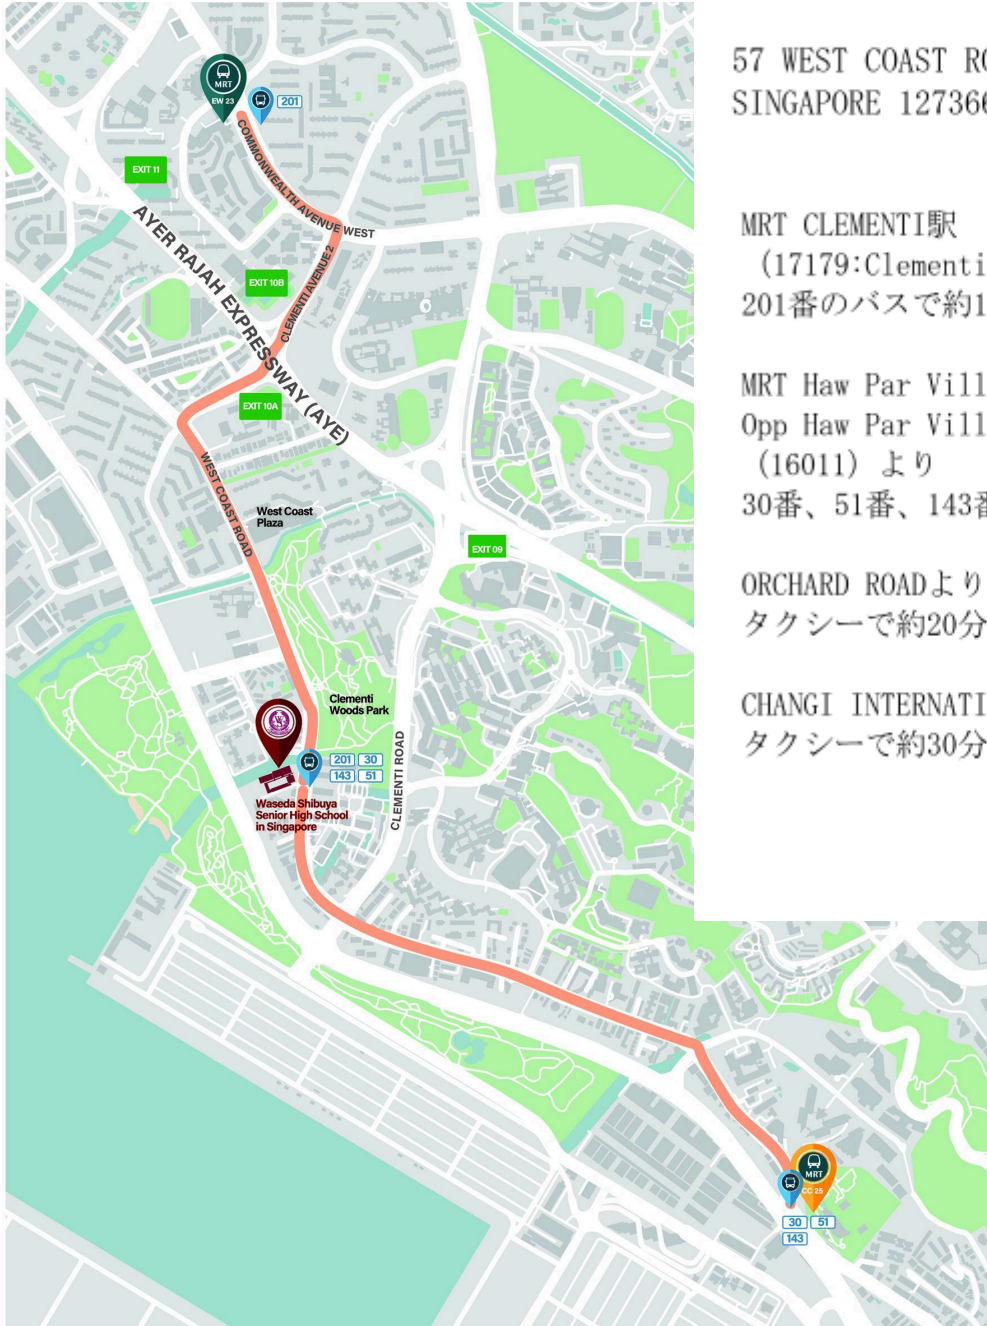 MRT
EW 23
201
COMMONWEALTH AVENUE WEST
EXIT 11
AYER RAJAH EXPRESSWAY (AYE)
EXIT 10B
CLEMENTI AVENUE 2
EXIT 10A
WEST COAST ROAD
West Coast
Plaza
EXIT 09
Clementi
Woods Park
CLEMENTI ROAD
201 30
143 51
Waseda Shibuya
Senior High School
in Singapore
MRT
CC 25
30 51
143
57 WEST COAST
SINGAPORE 127366
MRT CLEMENTI駅
(17179:Clementi
201番のバスで約1
MRT Haw Par Vill
Opp Haw Par Vill
(16011) より
30番、51番、143番
ORCHARD ROADより
タクシーで約20分
CHANGI INTERNATI
タクシーで約30分